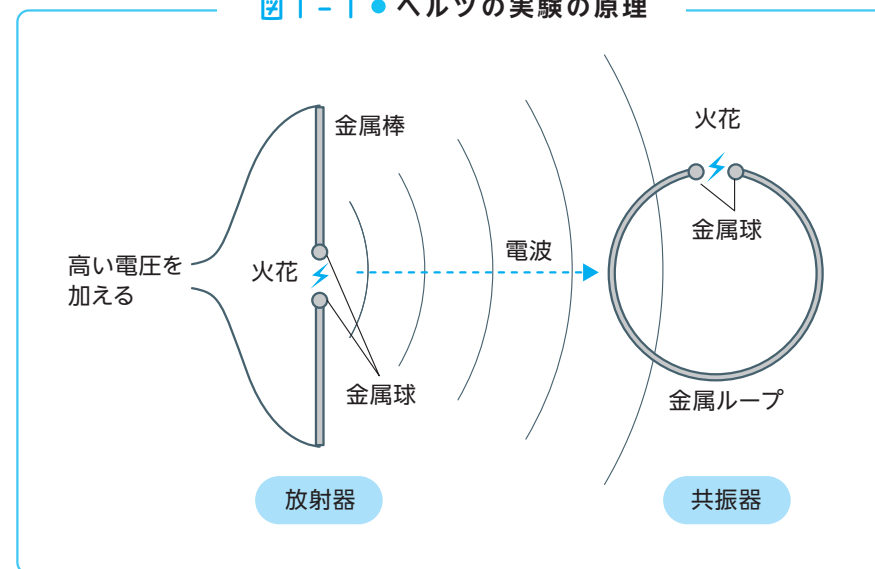 図1-1●ヘルツの実験の原理
金属棒
火花
高い電圧を
加える
火花
電波
金属球
金属球
金属ループ
放射器
共振器